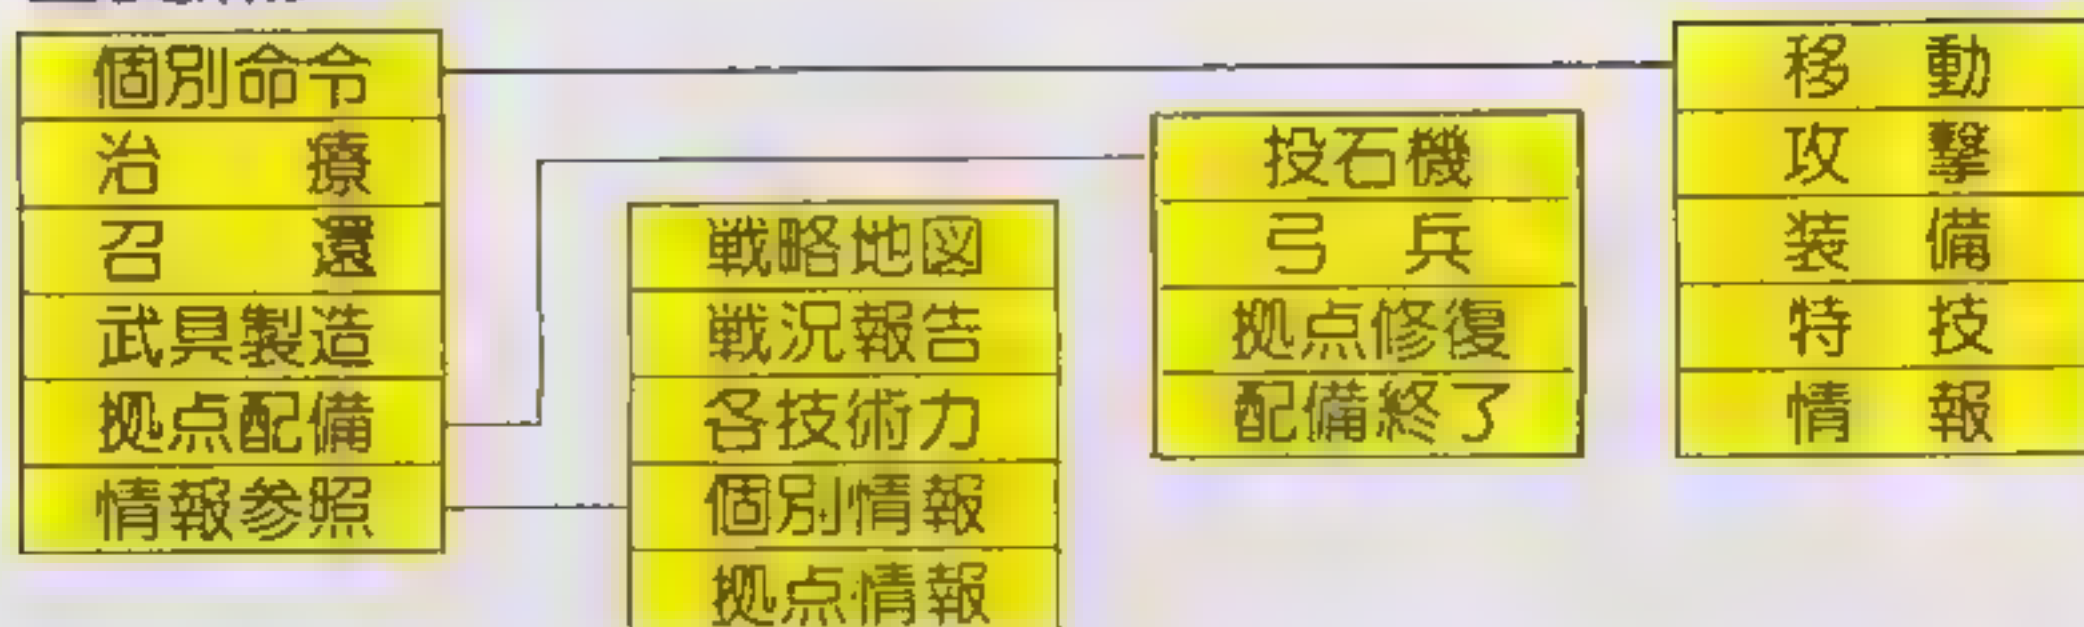 個別命令
治療
召還
武具製造
拠点配備
情報参照
戦略地図
戦況報告
各技術力
個別情報
拠点情報
投石機
弓兵
拠点修復
配備終了
移動
攻撃
装備
特技
情報